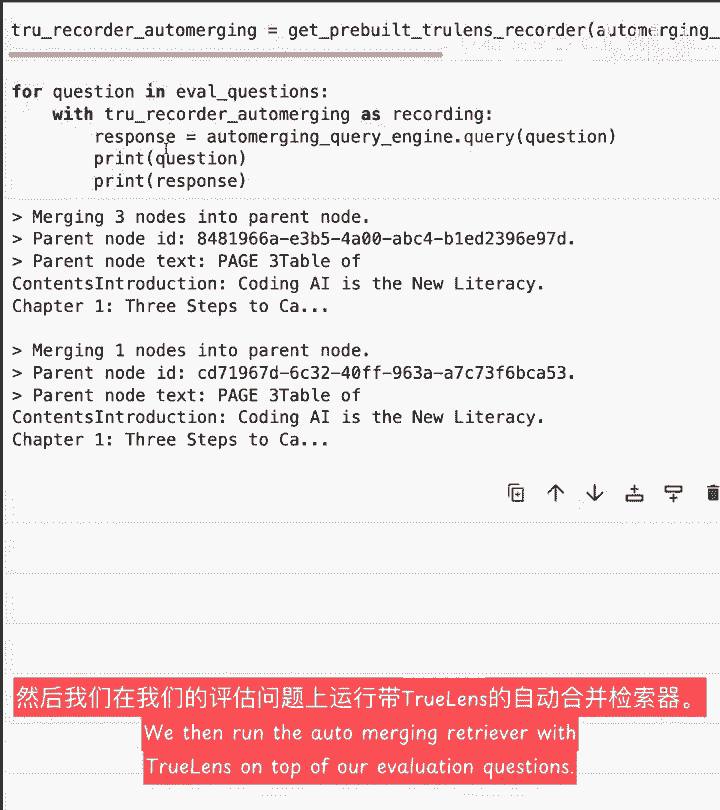 tru_recorder_automerging = get_prebuilt_trulens_recorder(automerging_
for question in eval_questions:
    with tru_recorder_automerging as recording:
        response = automerging_query_engine.query(question)
        print(question)
        print(response)
> Merging 3 nodes into parent node.
> Parent node id: 8481966a-e3b5-4a00-abc4-b1ed2396e97d.
> Parent node text: PAGE 3Table of
ContentsIntroduction: Coding AI is the New Literacy.
Chapter 1: Three Steps to Ca...
> Merging 1 nodes into parent node.
> Parent node id: cd71967d-6c32-40ff-963a-a7c73f6bca53.
> Parent node text: PAGE 3Table of
ContentsIntroduction: Coding AI is the New Literacy.
Chapter 1: Three Steps to Ca...
然后我们在我们的评估问题上运行带TrueLens的自动合并检索器。
We then run the auto merging retriever with
TrueLens on top of our evaluation questions.